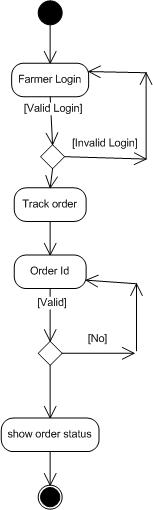 Farmer Login
[Valid Login]
[Invalid Login]
Track order
Order Id
[Valid]
[No]
show order status